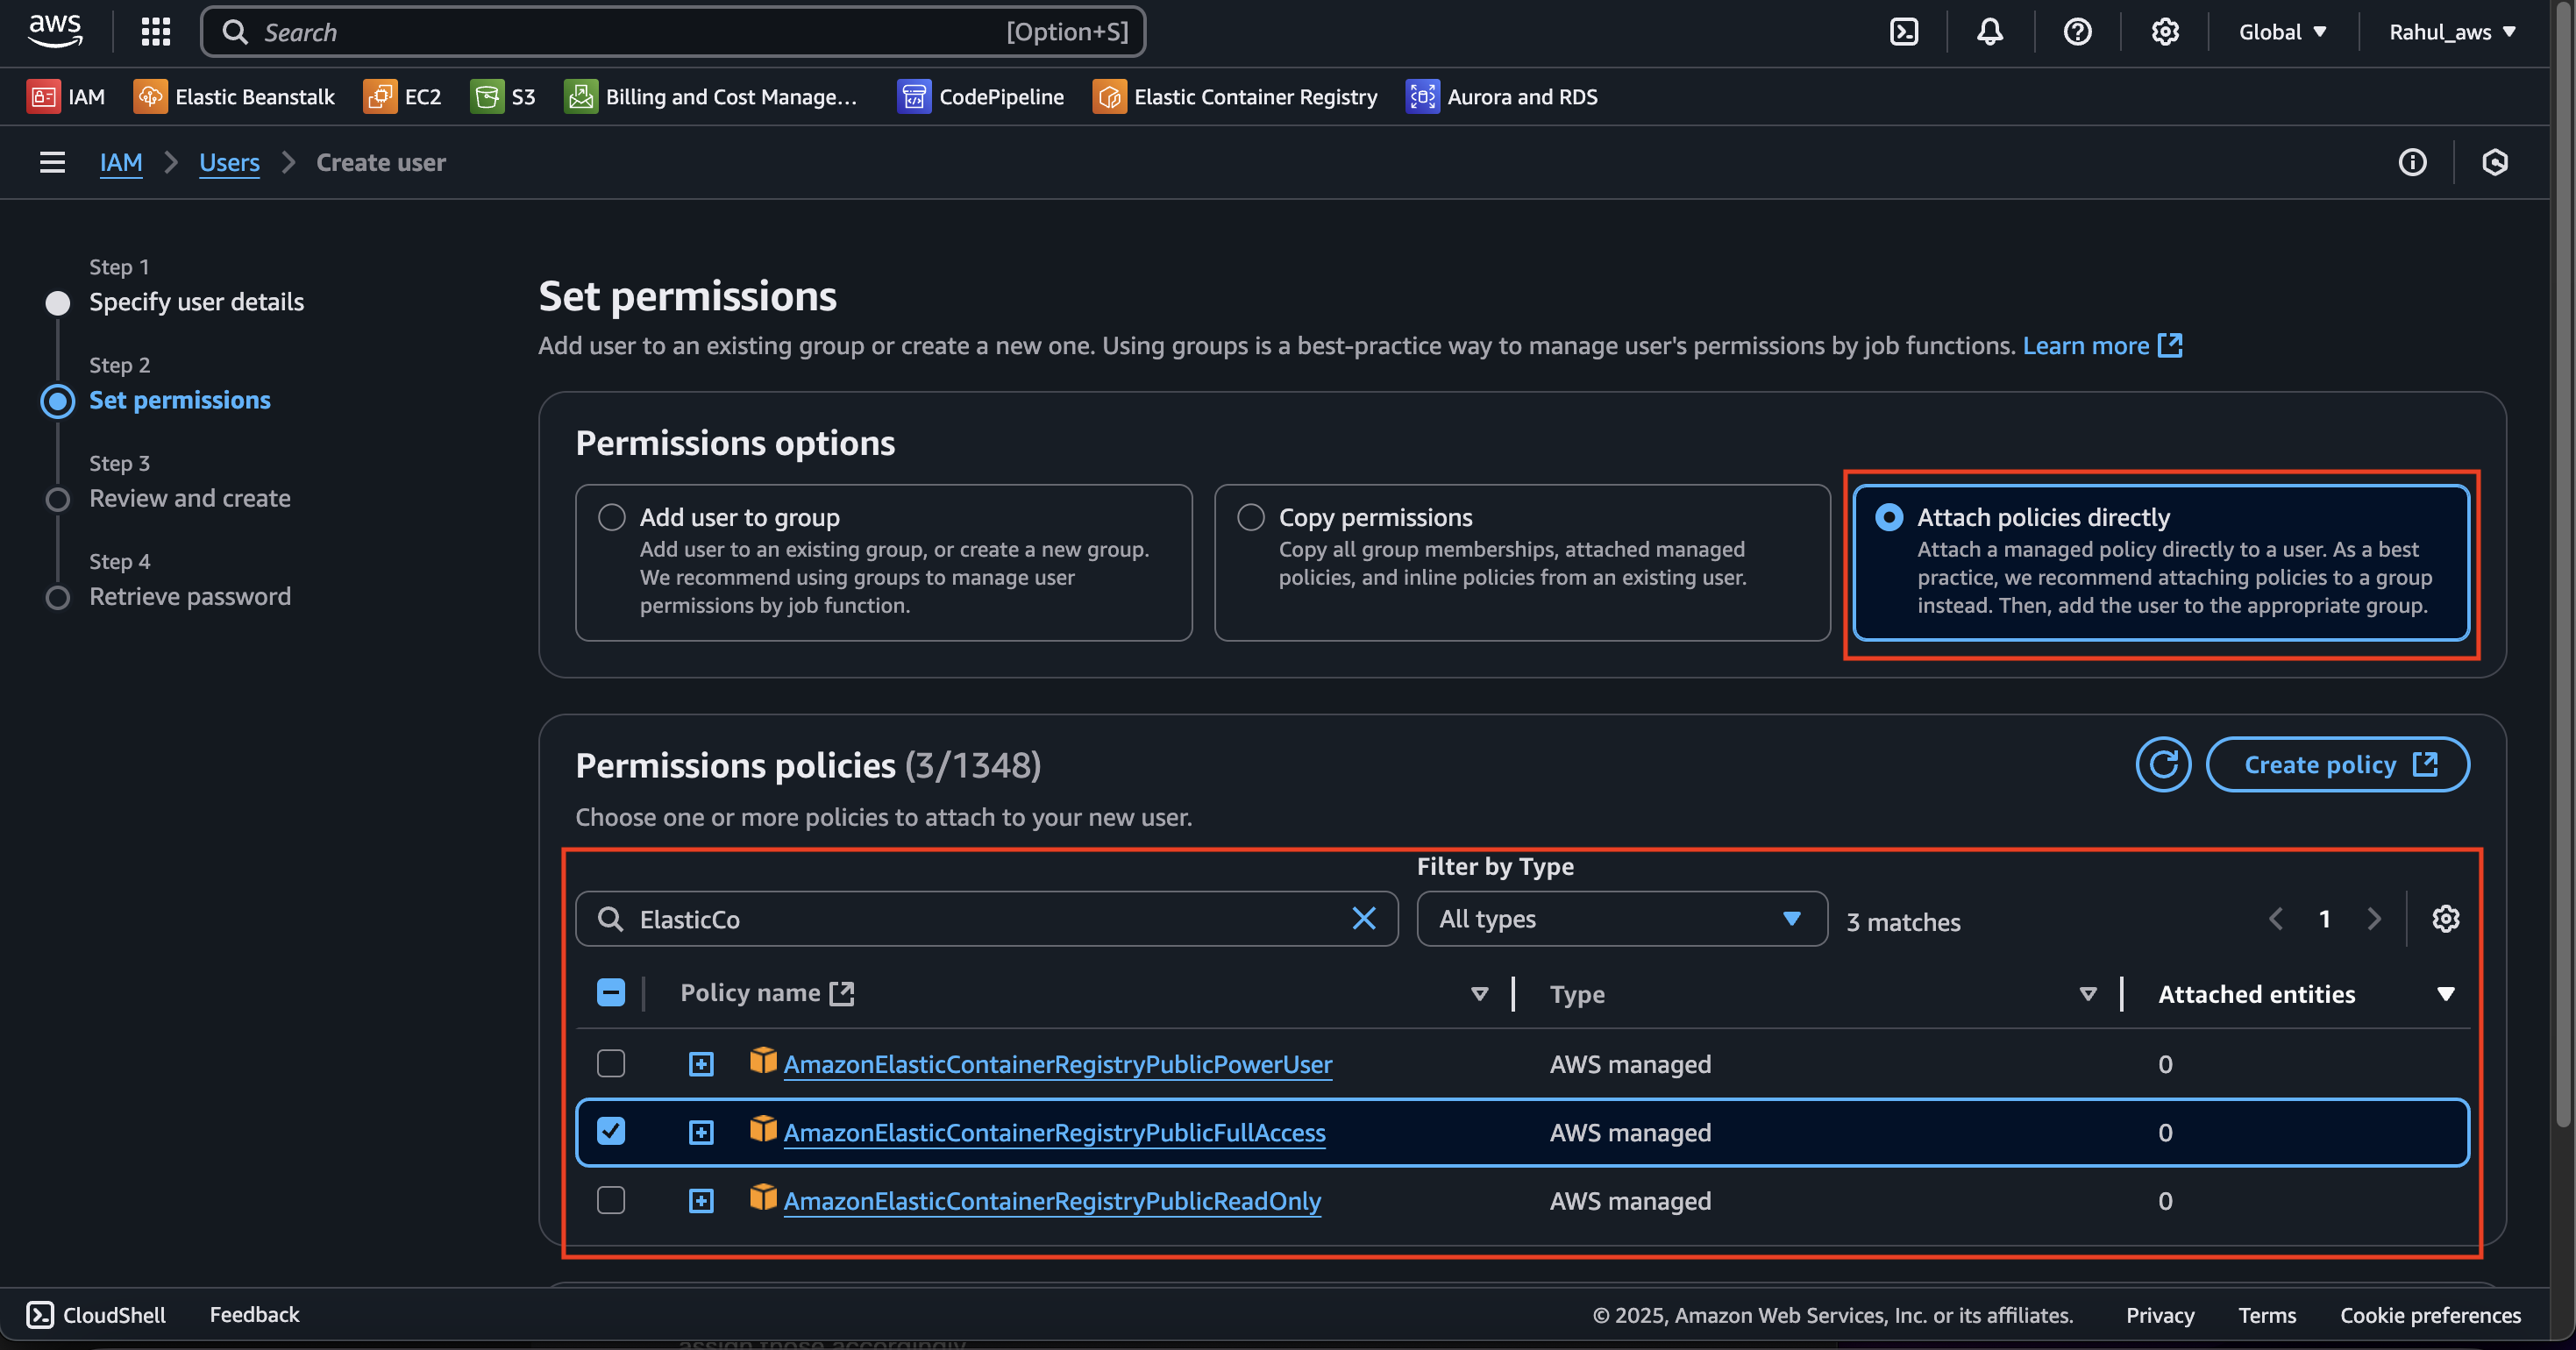 aws
Search
[Option+S]
Global
Rahul_aws
IAM
Elastic Beanstalk
EC2
S3
Billing and Cost Manage...
CodePipeline
Elastic Container Registry
Aurora and RDS
IAM
Users
Create user
Step 1
Specify user details
Step 2
Set permissions
Step 3
Review and create
Step 4
Retrieve password
Set permissions
Add user to an existing group or create a new one. Using groups is a best-practice way to manage user's permissions by job functions. Learn more
Permissions options
Add user to group
Add user to an existing group, or create a new group.
We recommend using groups to manage user
permissions by job function.
Copy permissions
Copy all group memberships, attached managed
policies, and inline policies from an existing user.
Attach policies directly
Attach a managed policy directly to a user. As a best
practice, we recommend attaching policies to a group
instead. Then, add the user to the appropriate group.
Permissions policies (3/1348)
Create policy
Choose one or more policies to attach to your new user.
Filter by Type
ElasticCo
All types
3 matches
1
Policy name
Type
Attached entities
AmazonElasticContainerRegistryPublicPowerUser
AWS managed
0
AmazonElasticContainerRegistryPublicFullAccess
AWS managed
0
AmazonElasticContainerRegistryPublicReadOnly
AWS managed
0
CloudShell
Feedback
© 2025, Amazon Web Services, Inc. or its affiliates.
Privacy
Terms
Cookie preferences
assign those accordingly